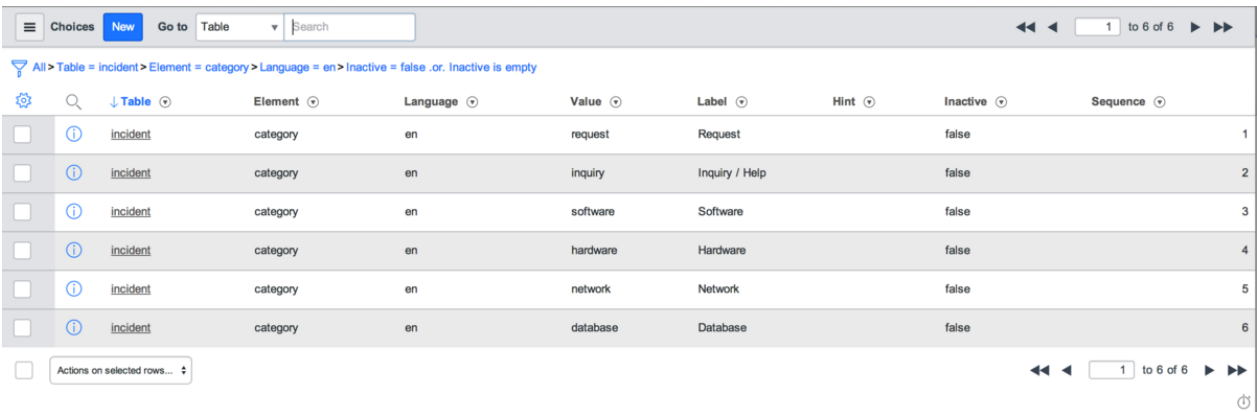 Choices New Go to Table Search 1 to 6 of 6
All > Table = incident > Element = category > Language = en > Inactive = false .or. Inactive is empty
Table Element Language Value Label Hint Inactive Sequence
incident category en request Request false 1
incident category en inquiry Inquiry / Help false 2
incident category en software Software false 3
incident category en hardware Hardware false 4
incident category en network Network false 5
incident category en database Database false 6
Actions on selected rows... 1 to 6 of 6